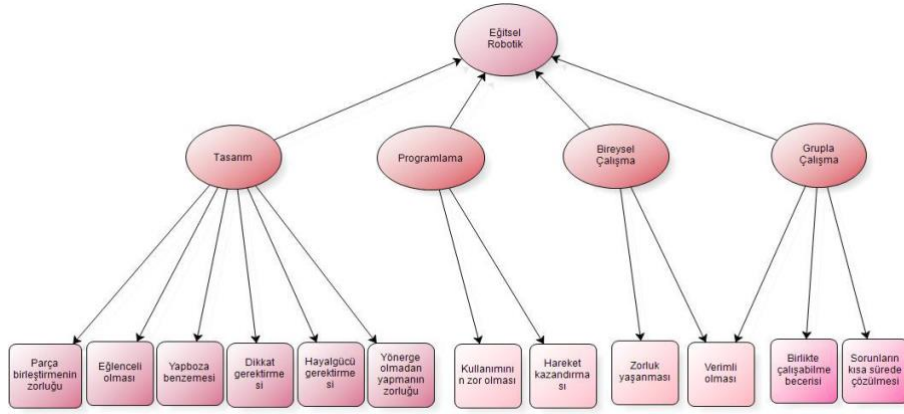 Eğitsel
Robotik
Tasarım
Programlama
Bireysel
Çalışma
Grupla
Çalışma
Parça
birleştirmenin
zorluğu
Eğlenceli
olması
Yapboza
benzemesi
Dikkat
gerektirme
si
Hayalgücü
gerektirme
si
Yönerge
olmadan
yapmanın
zorluğu
Kullanımını
n zor olması
Hareket
kazandırma
sı
Zorluk
yaşanması
Verimli
olması
Birlikte
çalışabilme
becerisi
Sorunların
kısa sürede
çözülmesi